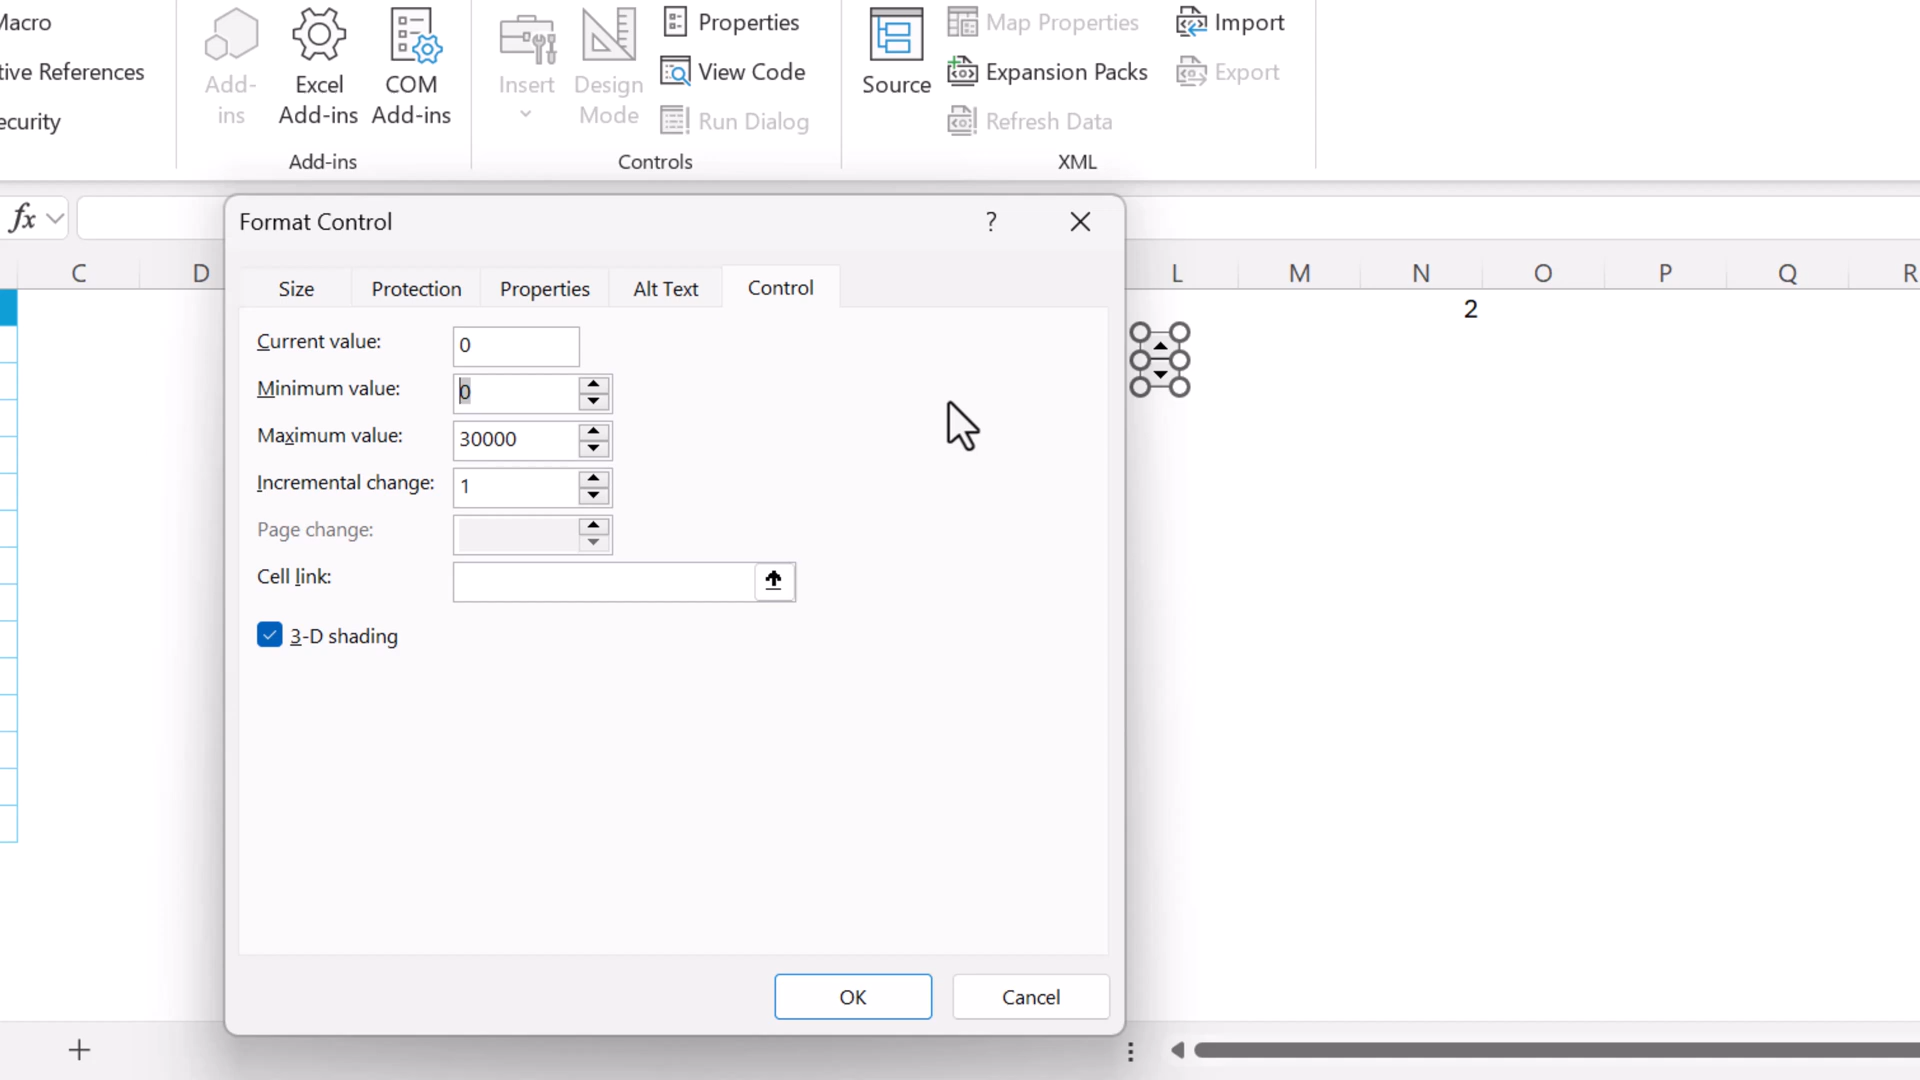 Macro
tive References
ecurity
Add-
ins
Excel
Add-ins
COM
Add-ins
Add-ins
Insert
Design
Mode
Properties
View Code
Run Dialog
Controls
Source
Map Properties
Expansion Packs
Refresh Data
Import
Export
XML
fx
C D L M N O P Q R
2
Format Control
?
Size Protection Properties Alt Text Control
Current value: 0
Minimum value: 0
Maximum value: 30000
Incremental change: 1
Page change:
Cell link:
3-D shading
OK Cancel